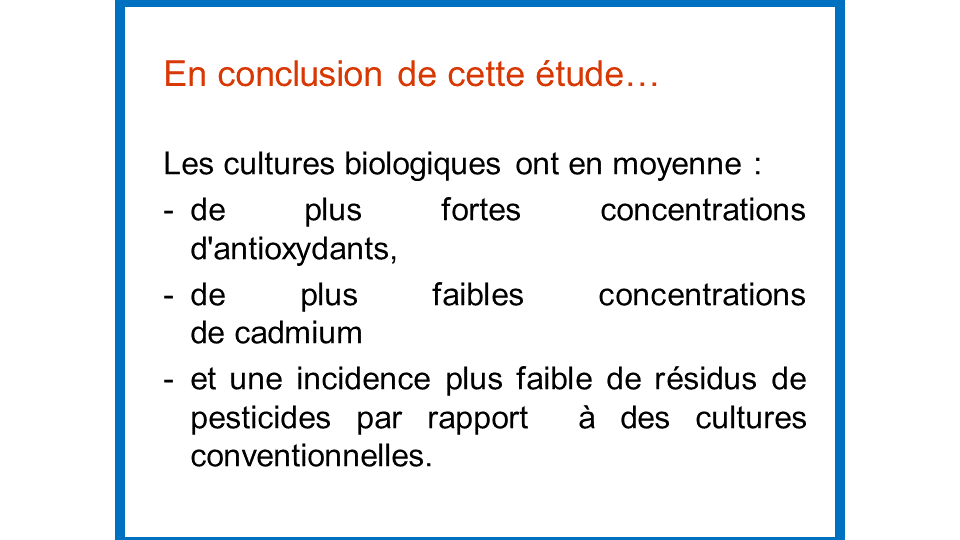 En conclusion de cette étude…
Les cultures biologiques ont en moyenne :
- de plus fortes concentrations
d'antioxydants,
- de plus faibles concentrations
de cadmium
- et une incidence plus faible de résidus de
pesticides par rapport à des cultures
conventionnelles.